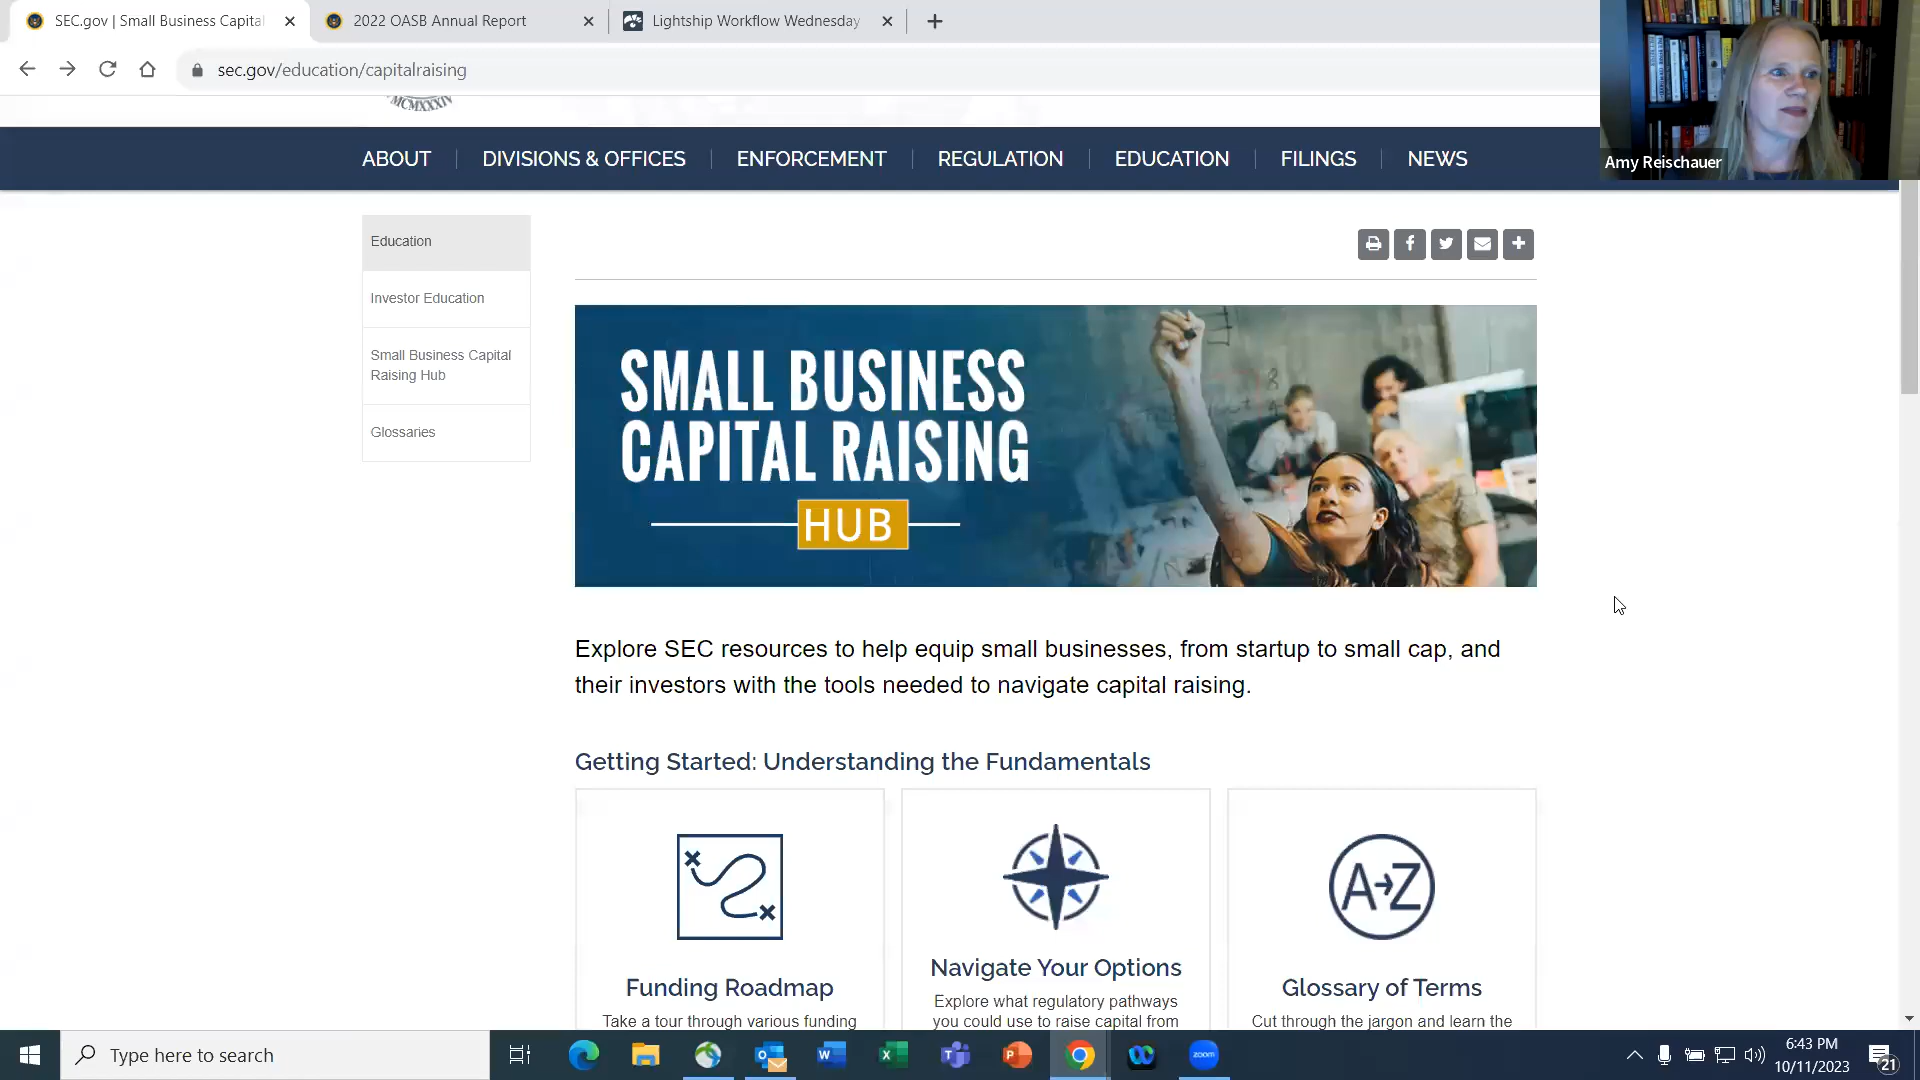 SEC.gov | Small Business Capital
2022 OASB Annual Report
Lightship Workflow Wednesday
sec.gov/education/capitalraising
MCMXXXIV
Amy Reischauer
ABOUT
DIVISIONS & OFFICES
ENFORCEMENT
REGULATION
EDUCATION
FILINGS
NEWS
Education
Investor Education
Small Business Capital
Raising Hub
Glossaries
SMALL BUSINESS
CAPITAL RAISING
HUB
Explore SEC resources to help equip small businesses, from startup to small cap, and
their investors with the tools needed to navigate capital raising.
Getting Started: Understanding the Fundamentals
A→Z
Funding Roadmap
Take a tour through various funding
Navigate Your Options
Explore what regulatory pathways
you could use to raise capital from
Glossary of Terms
Cut through the jargon and learn the
Type here to search
zoom
6:43 PM
10/11/2023
21